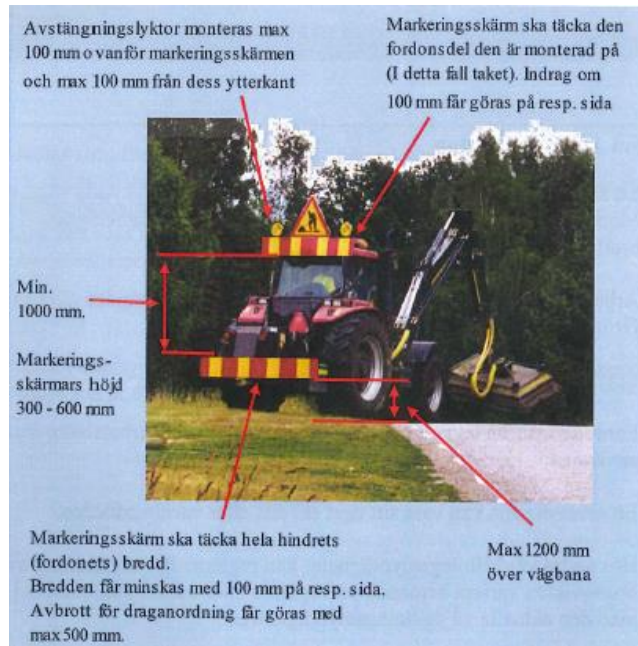 Avstängningslyktor monteras max
100 mm ovanför markeringsskärmen
och max 100 mm från dess ytterkant
Markeringsskärm ska täcka den
fordonsdel den är monterad på
(I detta fall taket). Indrag om
100 mm får göras på resp. sida
Min.
1000 mm.
Markerings-
skärmars höjd
300 - 600 mm
Markeringsskärm ska täcka hela hindrets
(fordonets) bredd.
Bredden får minskas med 100 mm på resp. sida.
Avbrott för draganordning får göras med
max 500 mm.
Max 1200 mm
över vägbana